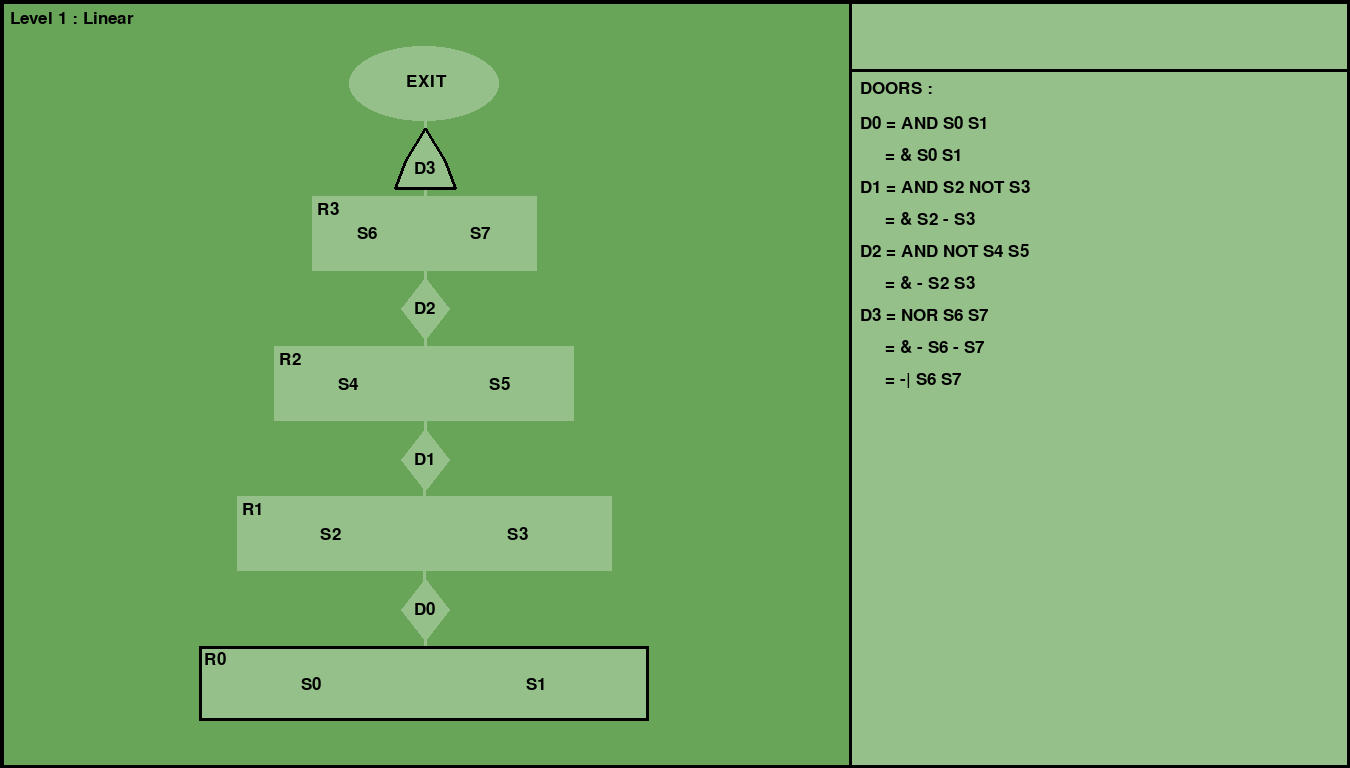 Level 1 : Linear
EXIT
D3
R3
S6 S7
D2
R2
S4 S5
D1
R1
S2 S3
D0
R0
S0 S1
DOORS :
D0 = AND S0 S1
= & S0 S1
D1 = AND S2 NOT S3
= & S2 - S3
D2 = AND NOT S4 S5
= & - S2 S3
D3 = NOR S6 S7
= & - S6 - S7
= -| S6 S7